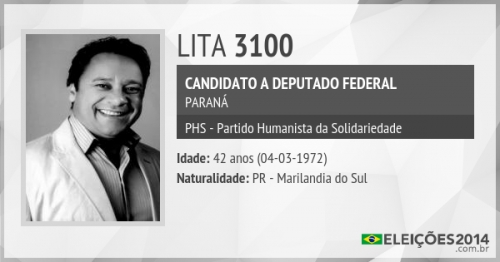 LITA 3100
CANDIDATO A DEPUTADO FEDERAL
PARANÁ
PHS - Partido Humanista da Solidariedade
Idade: 42 anos (04-03-1972)
Naturalidade: PR - Marilandia do Sul
ELEIÇÕES2014
.com.br